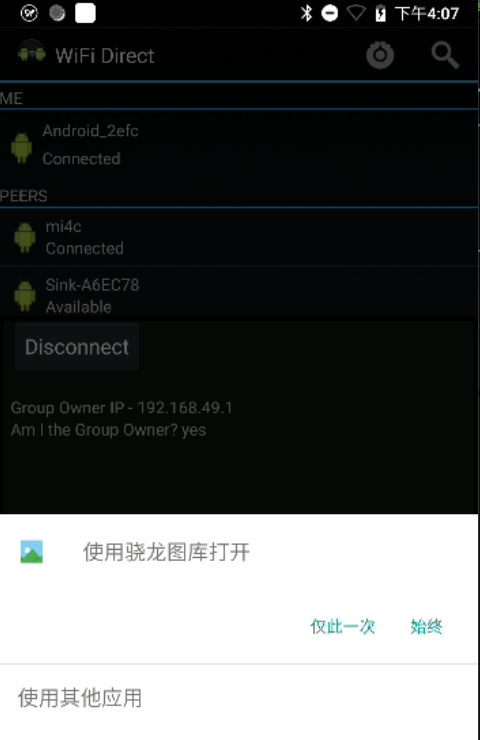 下午4:07
WiFi Direct
ME
Android_2efc
Connected
PEERS
mi4c
Connected
Sink-A6EC78
Available
Disconnect
Group Owner IP - 192.168.49.1
Am I the Group Owner? yes
使用骁龙图库打开
仅此一次 始终
使用其他应用